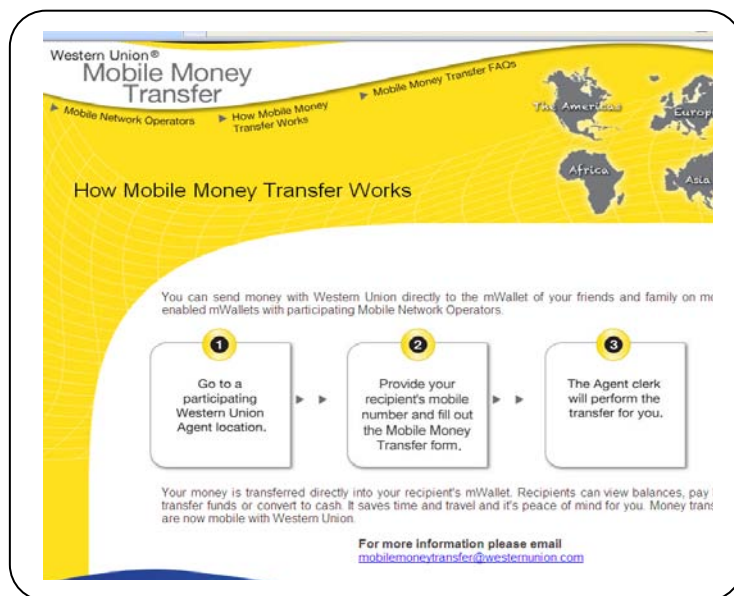 Western Union®
Mobile Money
Transfer
Mobile Network Operators
How Mobile Money
Transfer Works
Mobile Money Transfer FAQs
The Americas
Europe
Africa
Asia
How Mobile Money Transfer Works
You can send money with Western Union directly to the mWallet of your friends and family on
enabled mWallets with participating Mobile Network Operators.
1
Go to a
participating
Western Union
Agent location.
2
Provide your
recipient's mobile
number and fill out
the Mobile Money
Transfer form.
3
The Agent clerk
will perform the
transfer for you.
Your money is transferred directly into your recipient's mWallet. Recipients can view balances, pay
transfer funds or convert to cash. It saves time and travel and it's peace of mind for you. Money
are now mobile with Western Union.
For more information please email
mobilemoneytransfer@westernunion.com